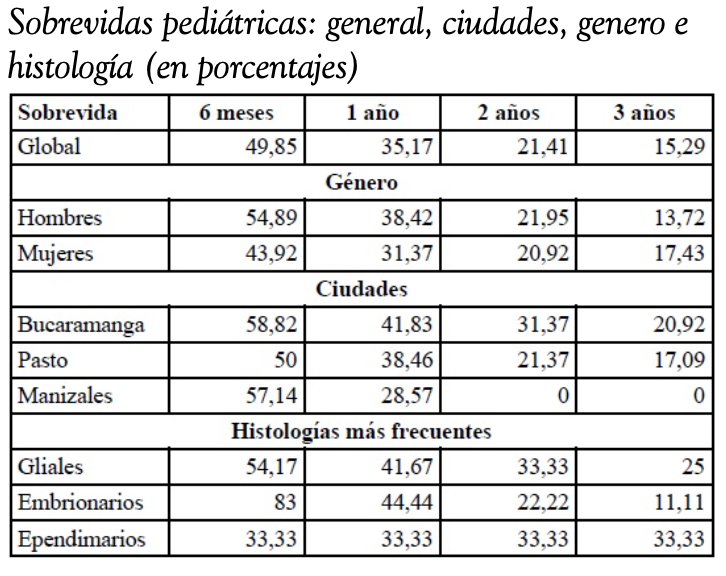 Sobrevidas pediátricas: general, ciudades, genero e
histología (en porcentajes)
Sobrevida 6 meses 1 año 2 años 3 años
Global 49,85 35,17 21,41 15,29
Género
Hombres 54,89 38,42 21,95 13,72
Mujeres 43,92 31,37 20,92 17,43
Ciudades
Bucaramanga 58,82 41,83 31,37 20,92
Pasto 50 38,46 21,37 17,09
Manizales 57,14 28,57 0 0
Histologías más frecuentes
Gliales 54,17 41,67 33,33 25
Embrionarios 83 44,44 22,22 11,11
Ependimarios 33,33 33,33 33,33 33,33